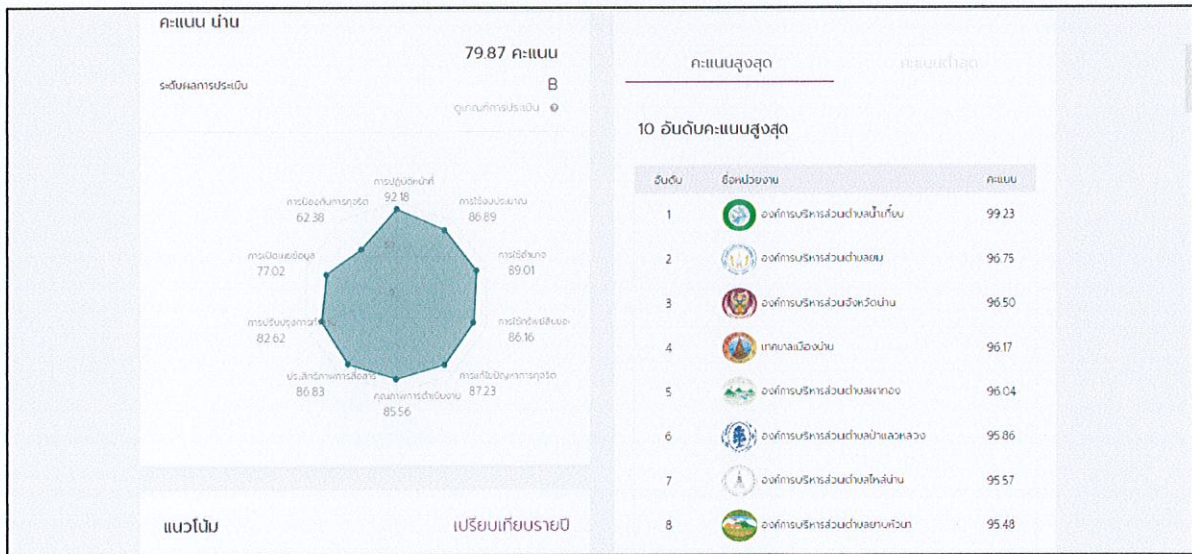 คะแนน น่าน
79.87 คะแนน
ระดับผลการประเมิน
B
ดูเกณฑ์การประเมิน
การปฏิบัติหน้าที่
92.18
การใช้งบประมาณ
86.89
การใช้อำนาจ
89.01
การใช้ทรัพย์สินของ
86.16
การแก้ไขปัญหาการทุจริต
87.23
คุณภาพการดำเนินงาน
85.56
ประสิทธิภาพการสื่อสาร
86.83
การปรับปรุงการทำงาน
82.62
การเปิดเผยข้อมูล
77.02
การป้องกันการทุจริต
62.38
50
0
แนวโน้ม
เปรียบเทียบรายปี
คะแนนสูงสุด
คะแนนต่ำสุด
10 อันดับคะแนนสูงสุด
อันดับ ชื่อหน่วยงาน คะแนน
1 องค์การบริหารส่วนตำบลน้ำเกี๋ยน 99.23
2 องค์การบริหารส่วนตำบลยม 96.75
3 องค์การบริหารส่วนจังหวัดน่าน 96.50
4 เทศบาลเมืองน่าน 96.17
5 องค์การบริหารส่วนตำบลผาทอง 96.04
6 องค์การบริหารส่วนตำบลป่าแลวหลวง 95.86
7 องค์การบริหารส่วนตำบลไหล่น่าน 95.57
8 องค์การบริหารส่วนตำบลยาบหัวนา 95.48